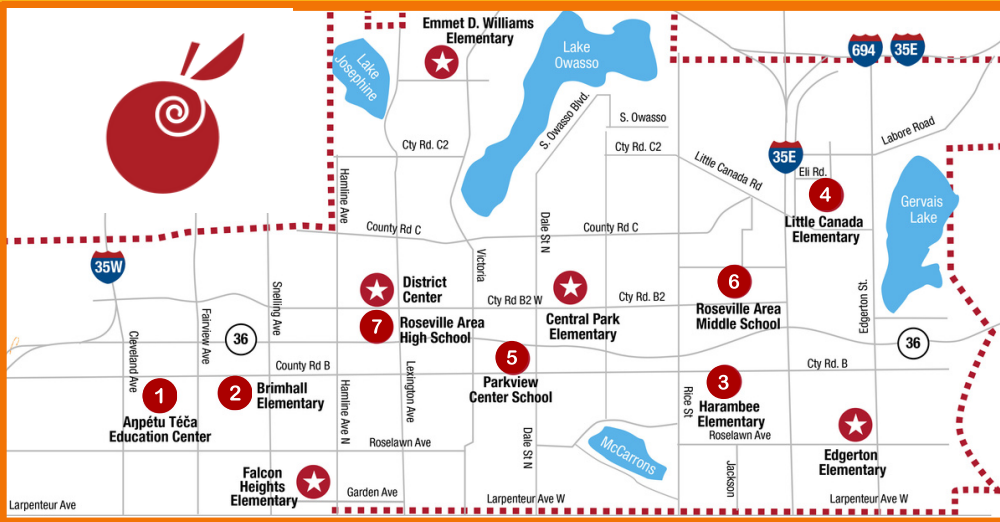 Emmet D. Williams
Elementary
Lake
Josephine
Lake
Owasso
694
35E
S. Owasso Blvd.
S. Owasso
Labore Road
Cty Rd. C2
Cty Rd. C2
35E
Little Canada Rd
Eli Rd.
4
Little Canada
Elementary
Gervais
Lake
Hamline Ave
County Rd C
Dale St N
County Rd C
35W
Victoria
District
Center
6
Roseville Area
Middle School
Snelling Ave
Cty Rd B2 W
Cty Rd. B2
Edgerton St.
Central Park
Elementary
7
Roseville Area
High School
Fairview Ave
36
36
Cleveland Ave
5
Parkview
Center School
County Rd B
Cty Rd. B
Lexington Ave
1
Aŋpétu Téča
Education Center
2
Brimhall
Elementary
3
Harambee
Elementary
Rice St
Hamline Ave N
Roselawn Ave
Roselawn Ave
Dale St N
McCarrons
Edgerton
Elementary
Jackson
Falcon
Heights
Elementary
Garden Ave
Larpenteur Ave
Larpenteur Ave W
Larpenteur Ave W